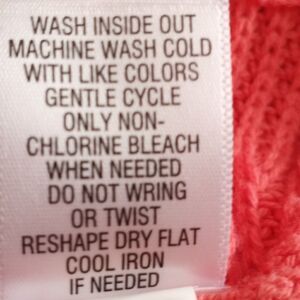 WASH INSIDE OUT
MACHINE WASH COLD
WITH LIKE COLORS
GENTLE CYCLE
ONLY NON-
CHLORINE BLEACH
WHEN NEEDED
DO NOT WRING
OR TWIST
RESHAPE DRY FLAT
COOL IRON
IF NEEDED